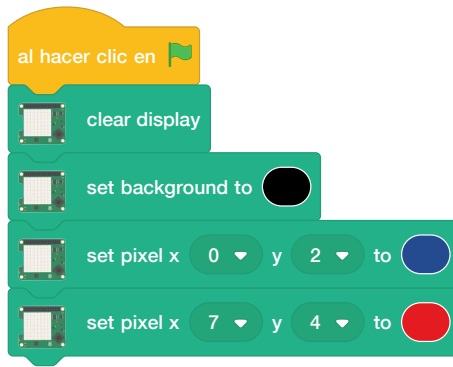 al hacer clic en
clear display
set background to
set pixel x 0 y 2 to
set pixel x 7 y 4 to